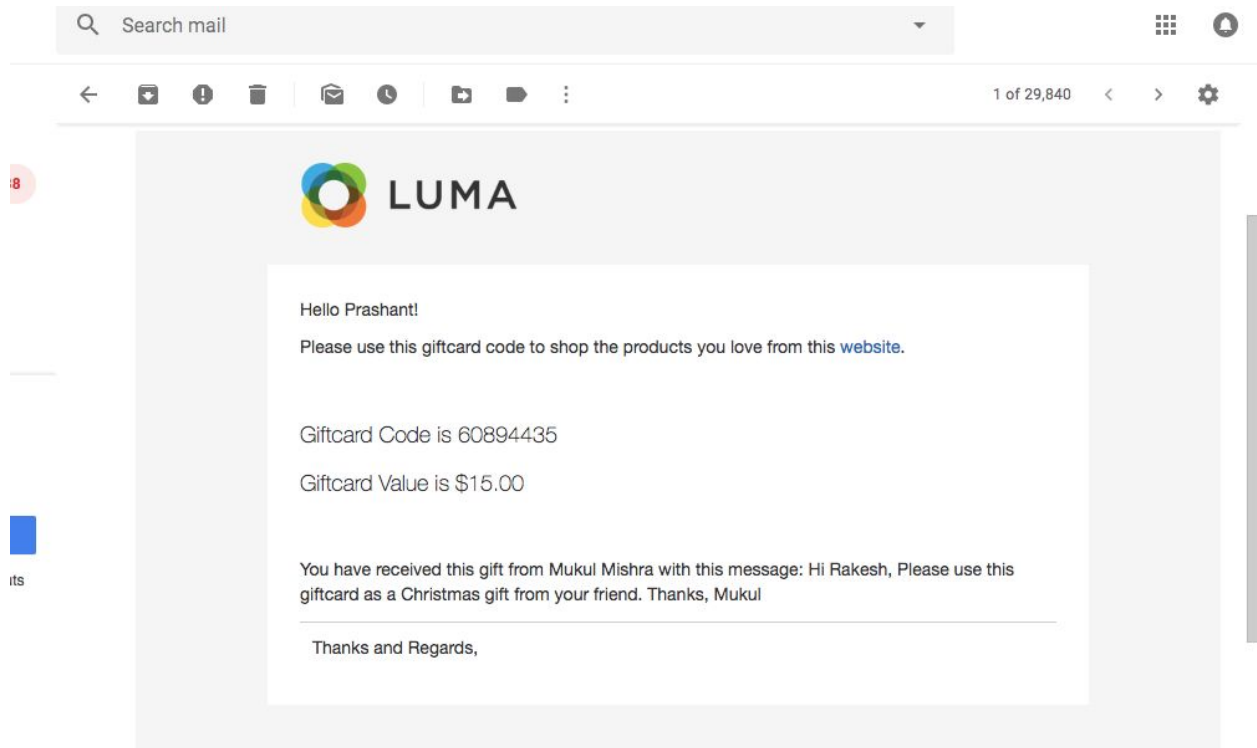 Search mail
1 of 29,840
LUMA
Hello Prashant!
Please use this giftcard code to shop the products you love from this website.
Giftcard Code is 60894435
Giftcard Value is $15.00
You have received this gift from Mukul Mishra with this message: Hi Rakesh, Please use this
giftcard as a Christmas gift from your friend. Thanks, Mukul
Thanks and Regards,